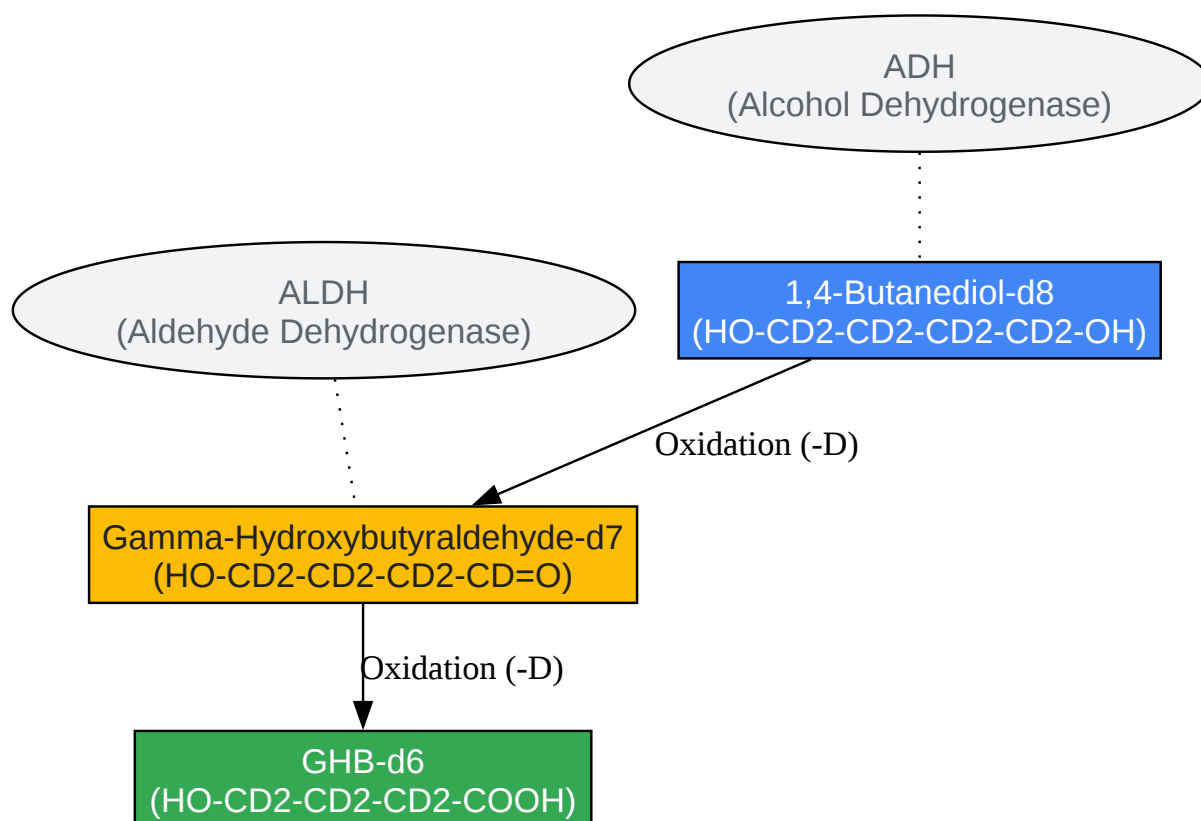 ADH
(Alcohol Dehydrogenase)
ALDH
(Aldehyde Dehydrogenase)
1,4-Butanediol-d8
(HO-CD2-CD2-CD2-CD2-OH)
Oxidation (-D)
Gamma-Hydroxybutyraldehyde-d7
(HO-CD2-CD2-CD2-CD=O)
Oxidation (-D)
GHB-d6
(HO-CD2-CD2-CD2-COOH)